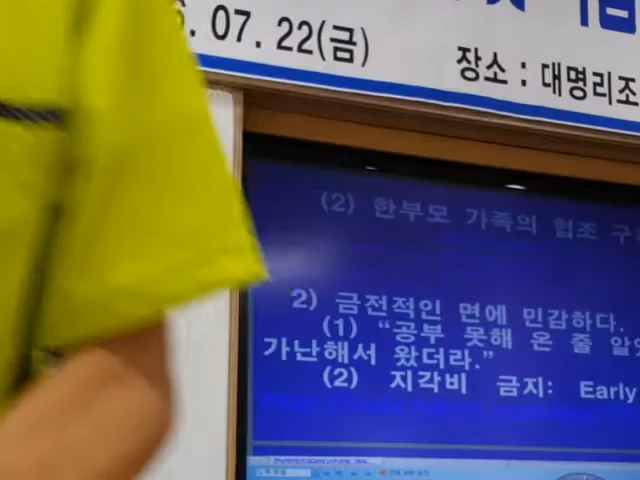 07. 22(금)
장소 : 대명리조
(2) 한부모 가족의 협조
2) 금전적인 면에 민감하다.
(1) “공부 못해 온 줄
가난해서 왔더라.”
(2) 지각비 금지: Early